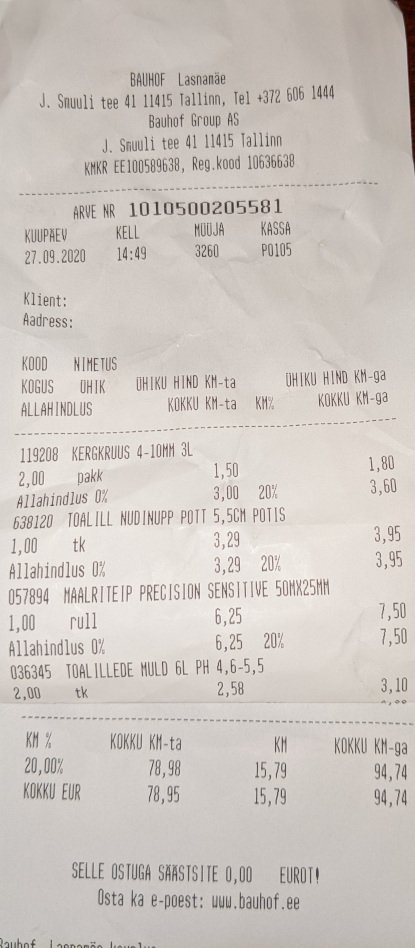 BAUHOF Lasnamäe
J. Smuuli tee 41 11415 Tallinn, Tel +372 606 1444
Bauhof Group AS
J. Smuuli tee 41 11415 Tallinn
KMKR EE100589638, Reg.kood 10636638
ARVE NR 1010500205581
KUUPÄEV KELL MÜÜJA KASSA
27.09.2020 14:49 3260 P0105
Klient:
Aadress:
KOOD NIMETUS
KOGUS ÜHIK ÜHIKU HIND KM-ta ÜHIKU HIND KM-ga
ALLAHINDLUS KOKKU KM-ta KM% KOKKU KM-ga
119208 KERGKRUUS 4-10MM 3L
2,00 pakk 1,50 1,80
Allahindlus 0% 3,00 20% 3,60
638120 TOALILL NUDINUPP POTT 5,5CM POTIS
1,00 tk 3,29 3,95
Allahindlus 0% 3,29 20% 3,95
057894 MAALRITEIP PRECISION SENSITIVE 50MX25MM
1,00 rull 6,25 7,50
Allahindlus 0% 6,25 20% 7,50
036345 TOALILLEDE MULD 6L PH 4,6-5,5
2,00 tk 2,58 3,10
KM % KOKKU KM-ta KM KOKKU KM-ga
20,00% 78,98 15,79 94,74
KOKKU EUR 78,95 15,79 94,74
SELLE OSTUGA SÄÄSTSITE 0,00 EUROT!
Osta ka e-poest: www.bauhof.ee
Bauhof Lasnamäe